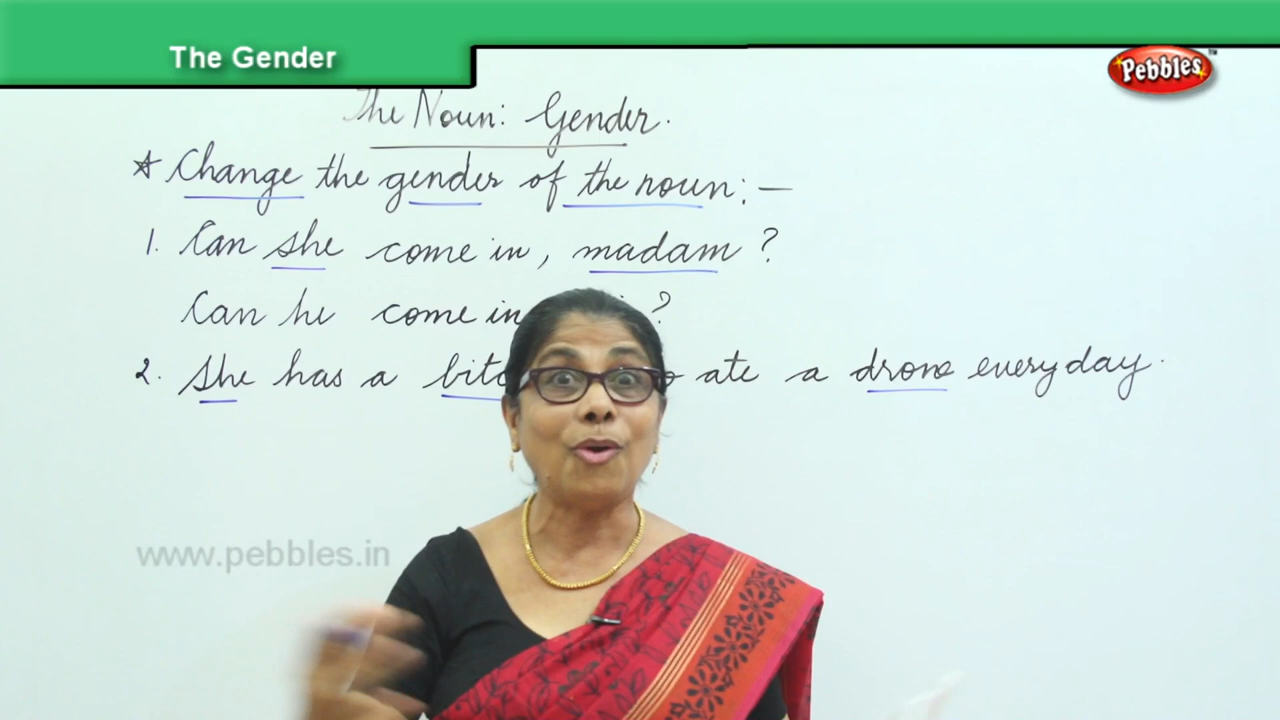 The Gender
Pebbles
The Noun: Gender.
Change the gender of the noun:—
1. Can she come in, madam ?
Can he come in ?
2. She has a ate a drone everyday.
www.pebbles.in